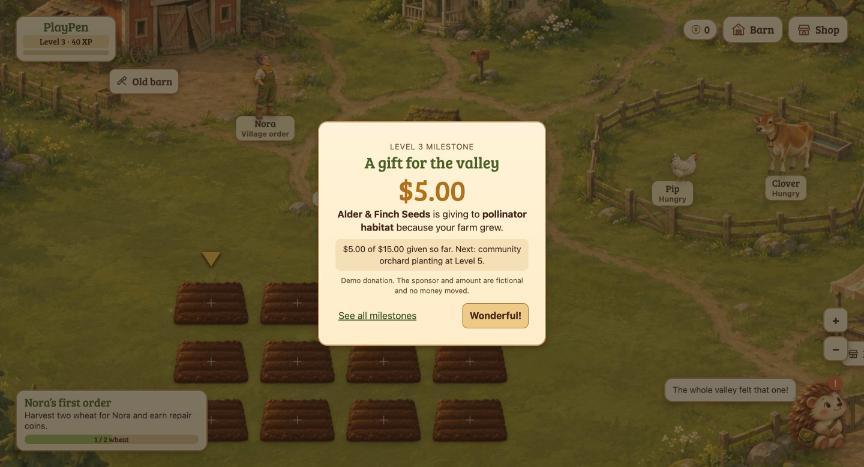 PlayPen
Level 3 · 40 XP
0
Barn
Shop
Old barn
Nora
Village order
Pip
Hungry
Clover
Hungry
LEVEL 3 MILESTONE
A gift for the valley
$5.00
Alder & Finch Seeds is giving to pollinator
habitat because your farm grew.
$5.00 of $15.00 given so far. Next: community
orchard planting at Level 5.
Demo donation. The sponsor and amount are fictional
and no money moved.
See all milestones
Wonderful!
+
−
The whole valley felt that one!
!
Nora's first order
Harvest two wheat for Nora and earn repair
coins.
1 / 2 wheat